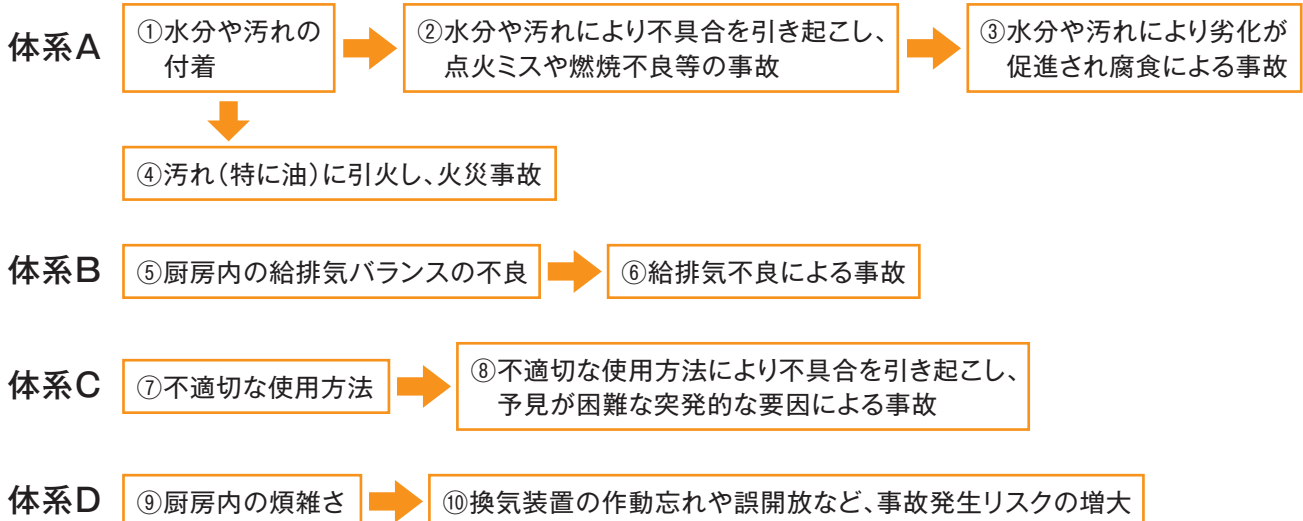 体系A
①水分や汚れの
付着
②水分や汚れにより不具合を引き起こし、
点火ミスや燃焼不良等の事故
③水分や汚れにより劣化が
促進され腐食による事故
④汚れ（特に油）に引火し、火災事故
体系B
⑤厨房内の給排気バランスの不良
⑥給排気不良による事故
体系C
⑦不適切な使用方法
⑧不適切な使用方法により不具合を引き起こし、
予見が困難な突発的な要因による事故
体系D
⑨厨房内の煩雑さ
⑩換気装置の作動忘れや誤開放など、事故発生リスクの増大